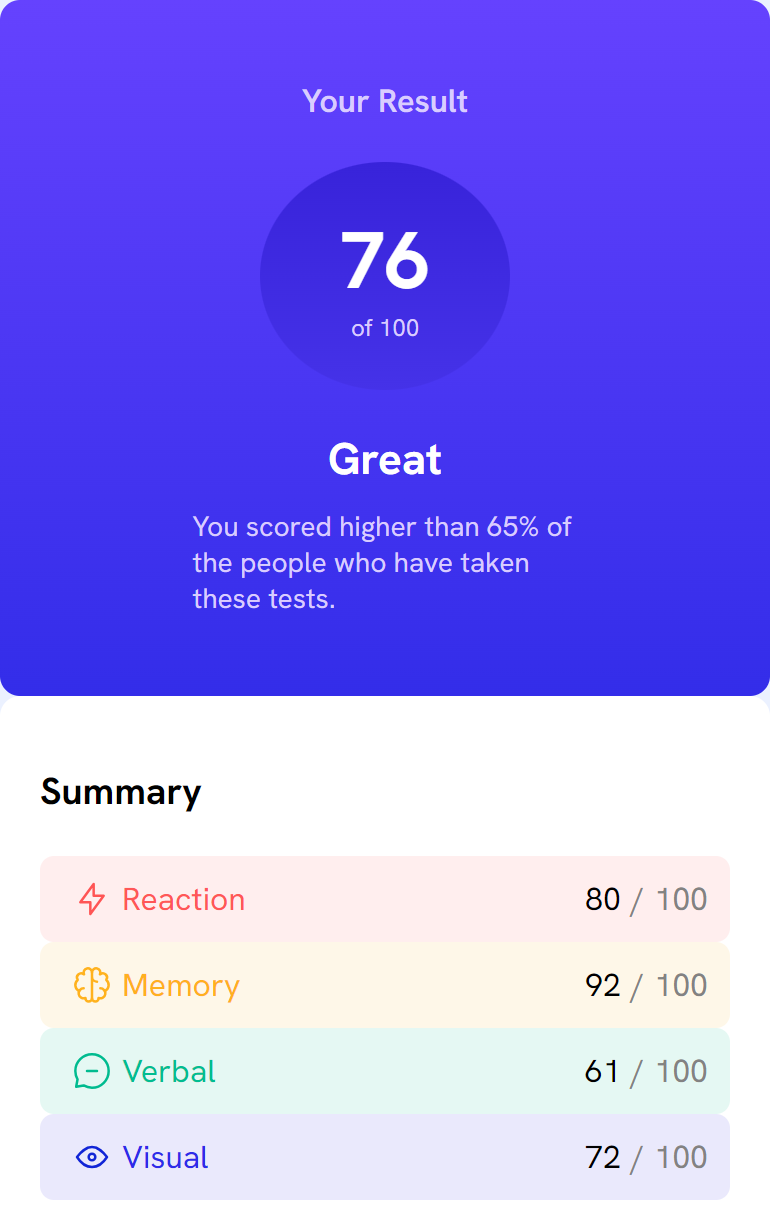 Your Result
76
of 100
Great
You scored higher than 65% of
the people who have taken
these tests.
Summary
Reaction 80 / 100
Memory 92 / 100
Verbal 61 / 100
Visual 72 / 100